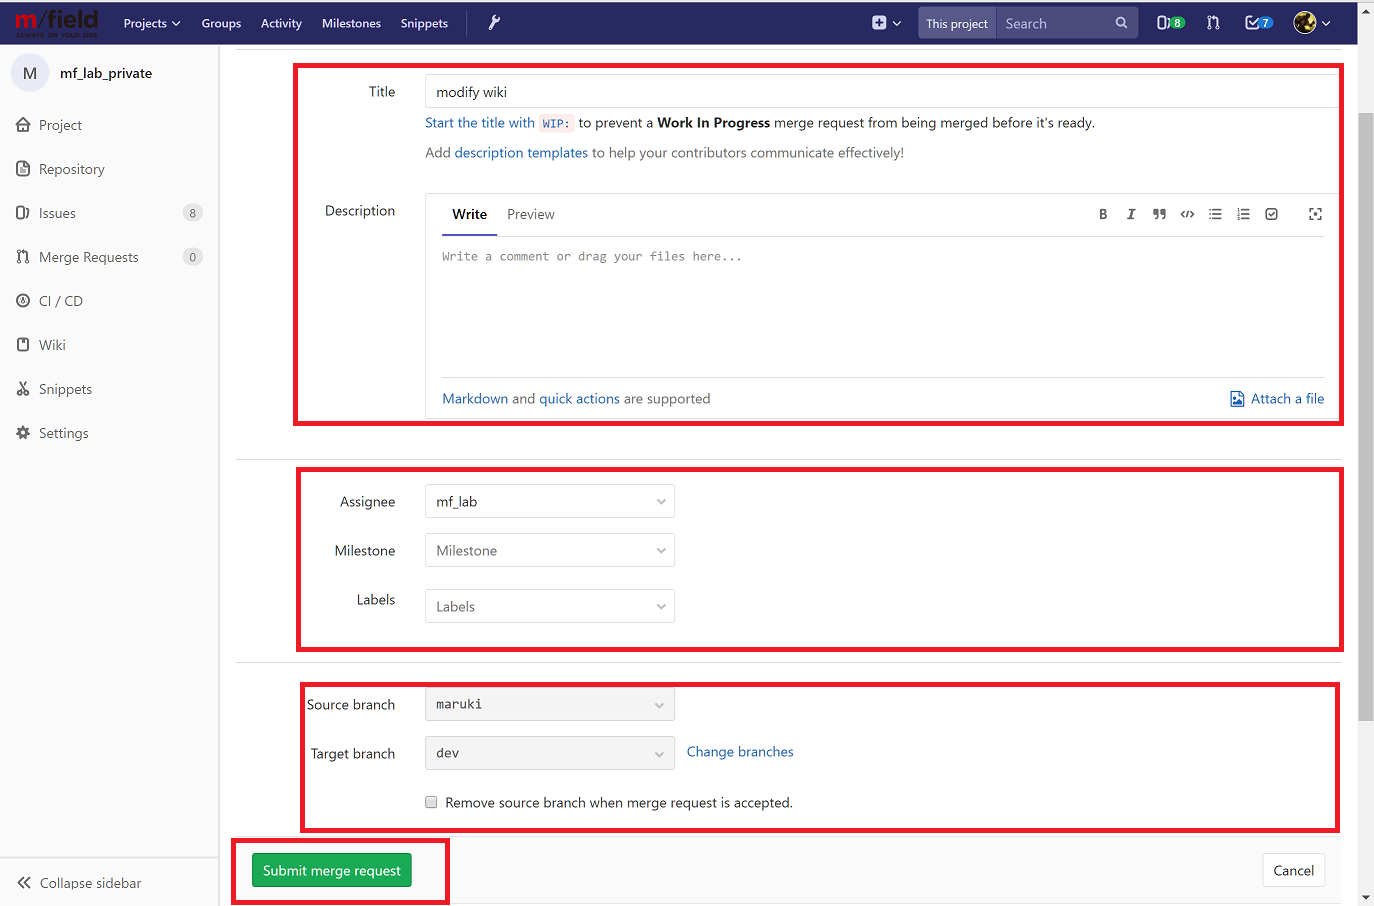 m/field
ALWAYS ON YOUR SIDE
Projects Groups Activity Milestones Snippets This project Search 8 7
M mf_lab_private
Project
Repository
Issues 8
Merge Requests 0
CI / CD
Wiki
Snippets
Settings
Collapse sidebar
Title modify wiki
Start the title with WIP: to prevent a Work In Progress merge request from being merged before it's ready.
Add description templates to help your contributors communicate effectively!
Description Write Preview
Write a comment or drag your files here...
Markdown and quick actions are supported Attach a file
Assignee mf_lab
Milestone Milestone
Labels Labels
Source branch maruki
Target branch dev Change branches
Remove source branch when merge request is accepted.
Submit merge request Cancel